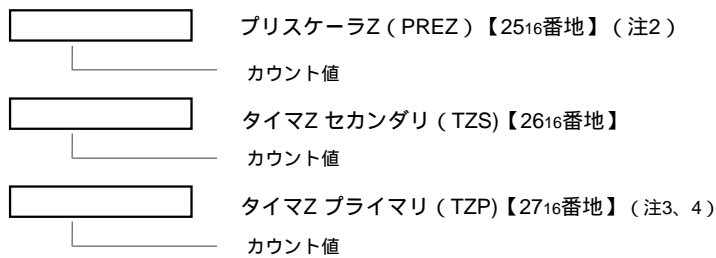 プリスケーラZ(PREZ)【2516番地】(注2)
カウント値
タイマZ セカンダリ(TZS)【2616番地】
カウント値
タイマZ プライマリ(TZP)【2716番地】(注3、4)
カウント値